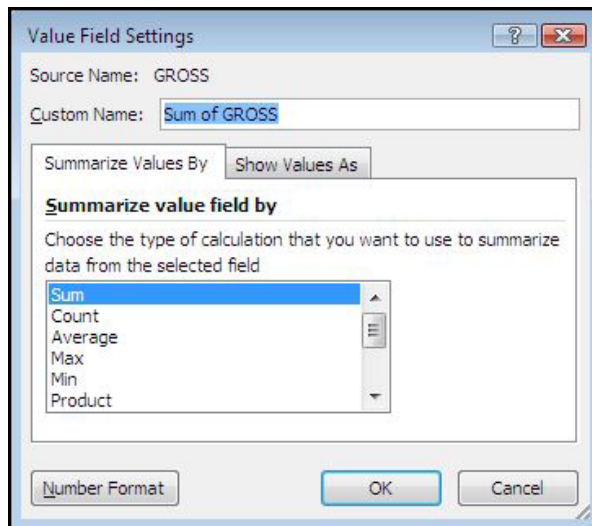 Value Field Settings
Source Name: GROSS
Custom Name: Sum of GROSS
Summarize Values By Show Values As
Summarize value field by
Choose the type of calculation that you want to use to summarize
data from the selected field
Sum
Count
Average
Max
Min
Product
Number Format OK Cancel